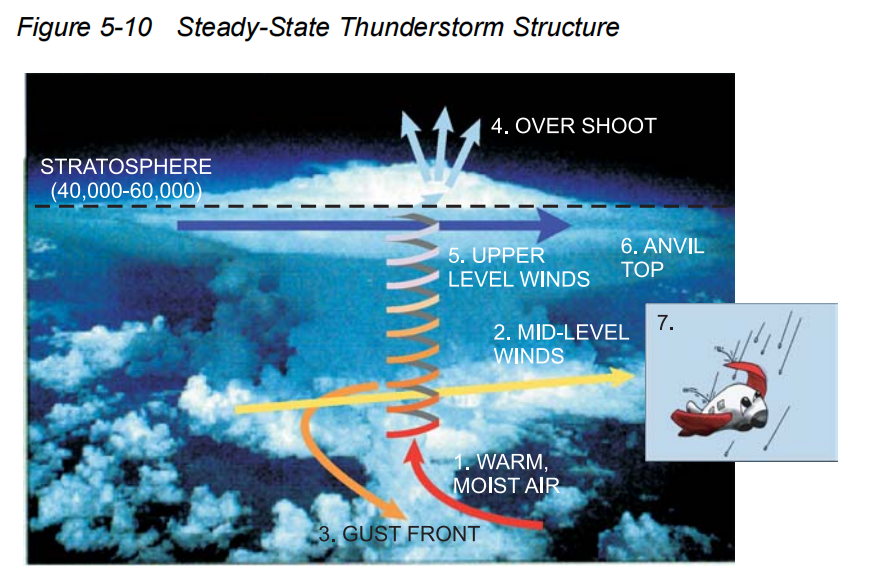 Figure 5-10 Steady-State Thunderstorm Structure
4. OVER SHOOT
STRATOSPHERE
(40,000-60,000)
5. UPPER
LEVEL WINDS
6. ANVIL
TOP
7.
2. MID-LEVEL
WINDS
1. WARM,
MOIST AIR
3. GUST FRONT